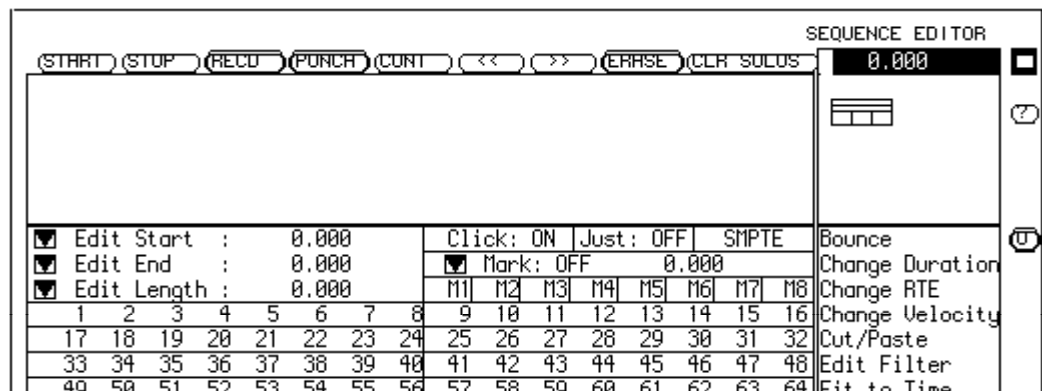 SEQUENCE EDITOR
START STOP RECD PUNCH CONT << >> ERASE CLR SOLOS 0.000
?
Edit Start : 0.000 Click: ON Just: OFF SMPTE Bounce U
Edit End : 0.000 Mark: OFF 0.000 Change Duration
Edit Length : 0.000 M1 M2 M3 M4 M5 M6 M7 M8 Change RTE
1 2 3 4 5 6 7 8 9 10 11 12 13 14 15 16 Change Velocity
17 18 19 20 21 22 23 24 25 26 27 28 29 30 31 32 Cut/Paste
33 34 35 36 37 38 39 40 41 42 43 44 45 46 47 48 Edit Filter
49 50 51 52 53 54 55 56 57 58 59 60 61 62 63 64 Fit to Time